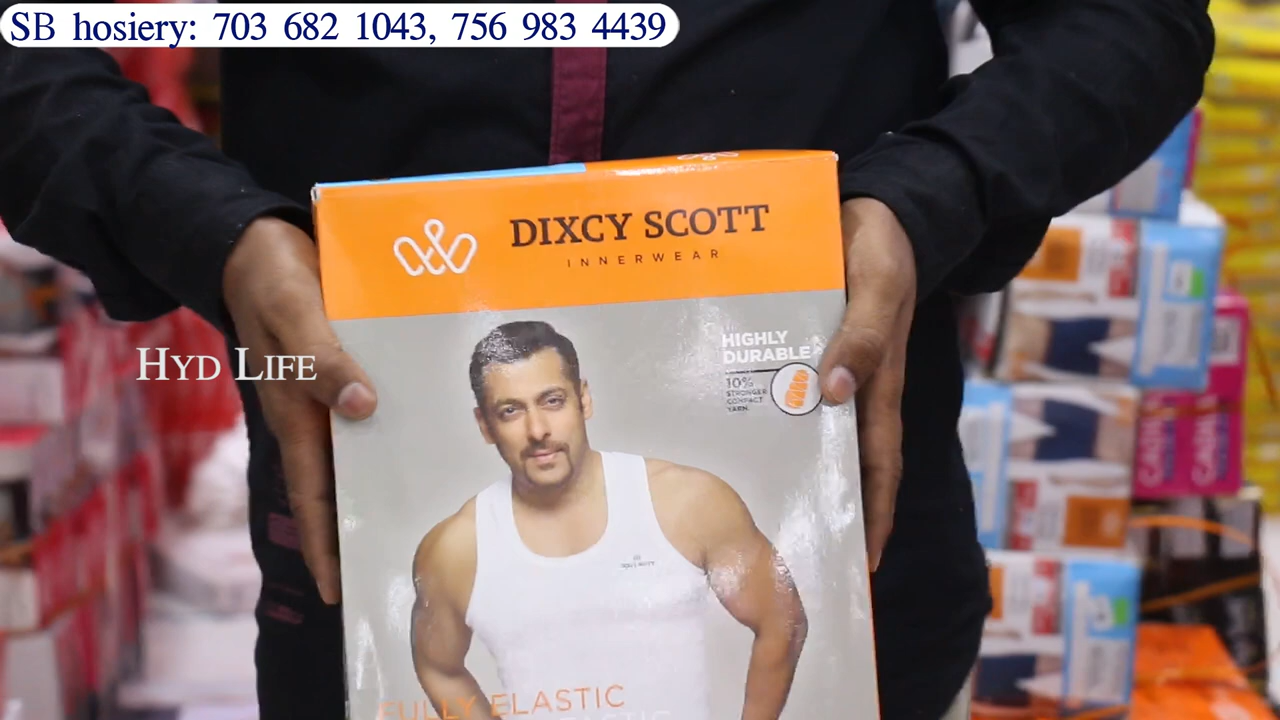 SB hosiery: 703 682 1043, 756 983 4439
DIXCY SCOTT
INNERWEAR
HIGHLY
DURABLE
10%
STRONGER
COMPACT
YARN.
HYD LIFE
FULLY ELASTIC